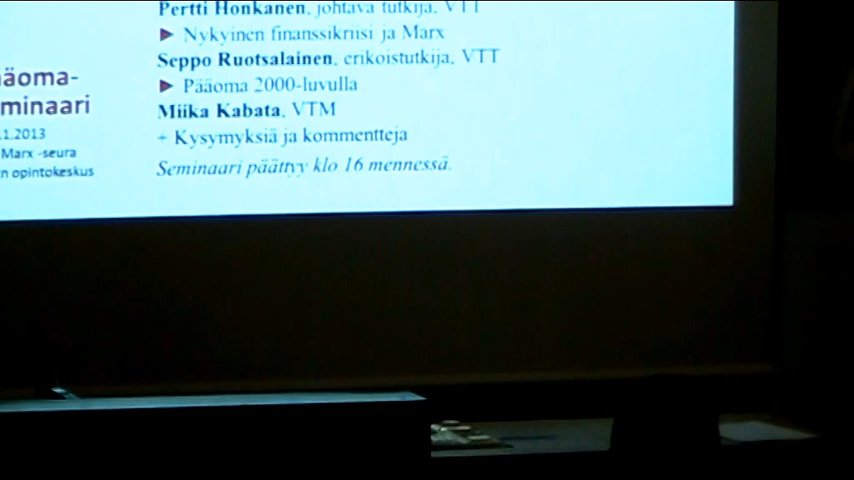 äoma-
minaari
.1.2013
Marx -seura
n opintokeskus
Pertti Honkanen, johtava tutkija, VTT
Nykyinen finanssikriisi ja Marx
Seppo Ruotsalainen, erikoistutkija, VTT
Pääoma 2000-luvulla
Miika Kabata, VTM
+ Kysymyksiä ja kommentteja
Seminaari päättyy klo 16 mennessä.